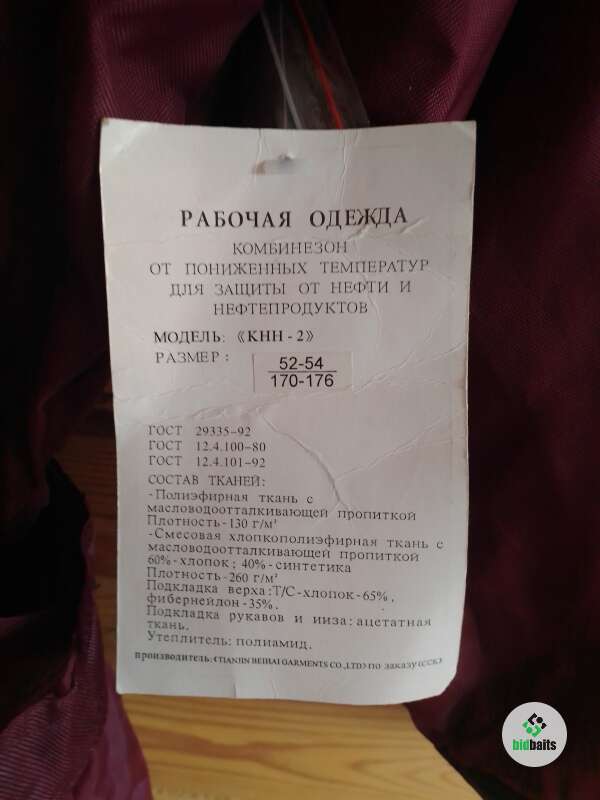 РАБОЧАЯ ОДЕЖДА
КОМБИНЕЗОН
ОТ ПОНИЖЕННЫХ ТЕМПЕРАТУР
ДЛЯ ЗАЩИТЫ ОТ НЕФТИ И
НЕФТЕПРОДУКТОВ
МОДЕЛЬ: 《КНН-2》
РАЗМЕР: 52-54
170-176
ГОСТ 29335-92
ГОСТ 12.4.100-80
ГОСТ 12.4.101-92
СОСТАВ ТКАНЕЙ:
-Полиэфирная ткань с
масловодоотталкивающей пропиткой
Плотность-130 г/м²
-Смесовая хлопкополиэфирная ткань с
масловодоотталкивающей пропиткой
60%-хлопок; 40%-синтетика
Плотность-260 г/м²
Подкладка верха:Т/С-хлопок-65%,
фибернейлон-35%.
Подкладка рукавов и ииза: ацетатная
ткань.
Утеплитель: полиамид.
производитель: «TIANJIN BEIHAI GARMENTS CO.,LTD» по заказу «ССК»
bidbaits